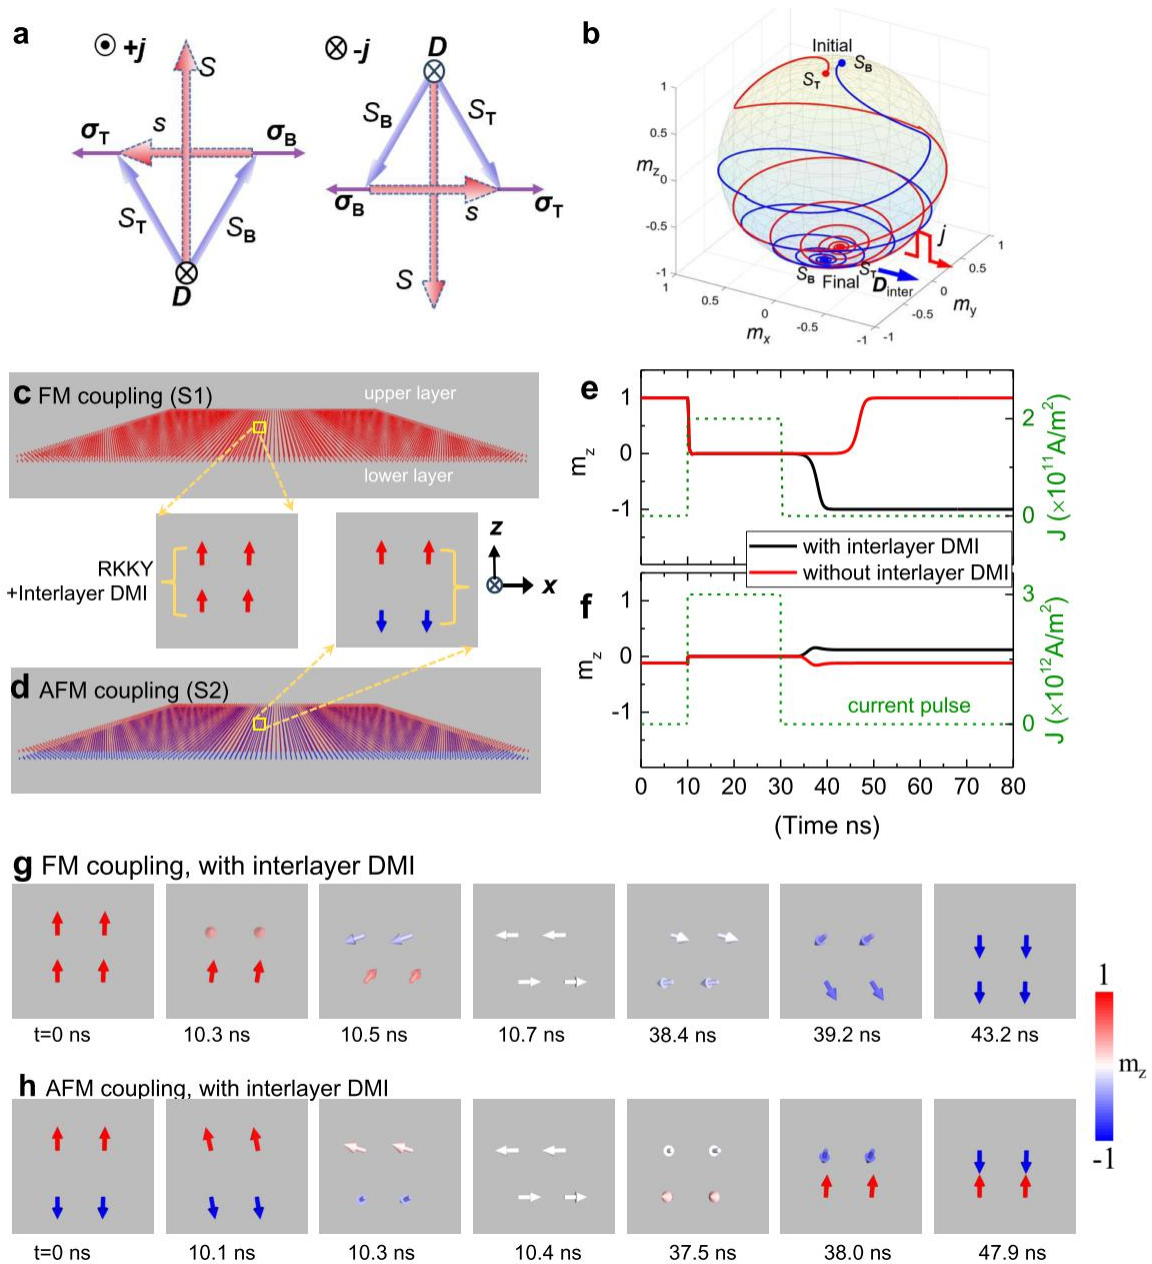 a
+j
-j
D
S
S
σT
s
σB
SB
ST
ST
SB
σB
s
σT
D
S
b
Initial
SB
ST
1
0.5
mz
0
-0.5
-1
1
0.5
0
-0.5
-1
mx
-1
-0.5
0
0.5
1
my
j
SB
Final
ST
Dinter
c FM coupling (S1)
upper layer
lower layer
RKKY
+Interlayer DMI
z
x
d AFM coupling (S2)
e
1
0
-1
mz
2
0
J (×10¹¹A/m²)
with interlayer DMI
without interlayer DMI
f
1
0
-1
mz
3
0
J (×10¹²A/m²)
current pulse
0 10 20 30 40 50 60 70 80
(Time ns)
g FM coupling, with interlayer DMI
t=0 ns 10.3 ns 10.5 ns 10.7 ns 38.4 ns 39.2 ns 43.2 ns
h AFM coupling, with interlayer DMI
t=0 ns 10.1 ns 10.3 ns 10.4 ns 37.5 ns 38.0 ns 47.9 ns
1
mz
-1